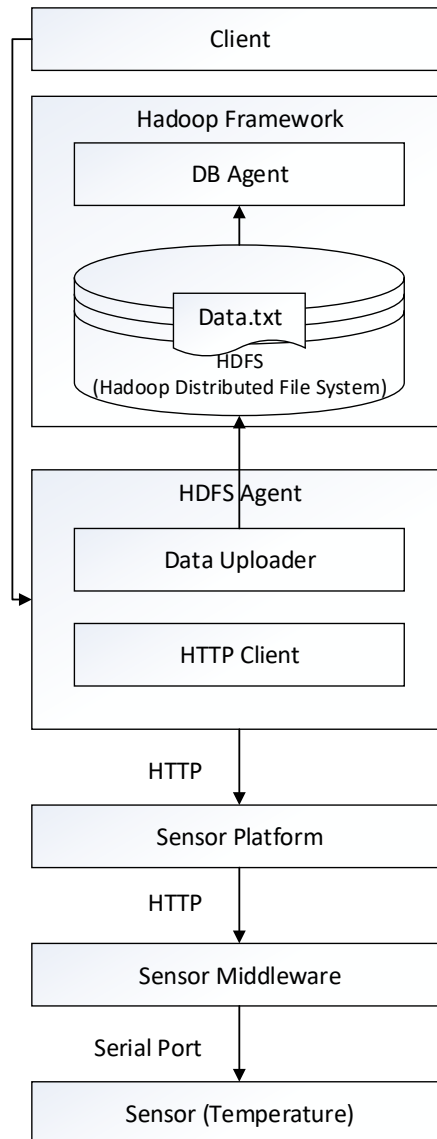 Client
Hadoop Framework
DB Agent
Data.txt
HDFS
(Hadoop Distributed File System)
HDFS Agent
Data Uploader
HTTP Client
HTTP
Sensor Platform
HTTP
Sensor Middleware
Serial Port
Sensor (Temperature)